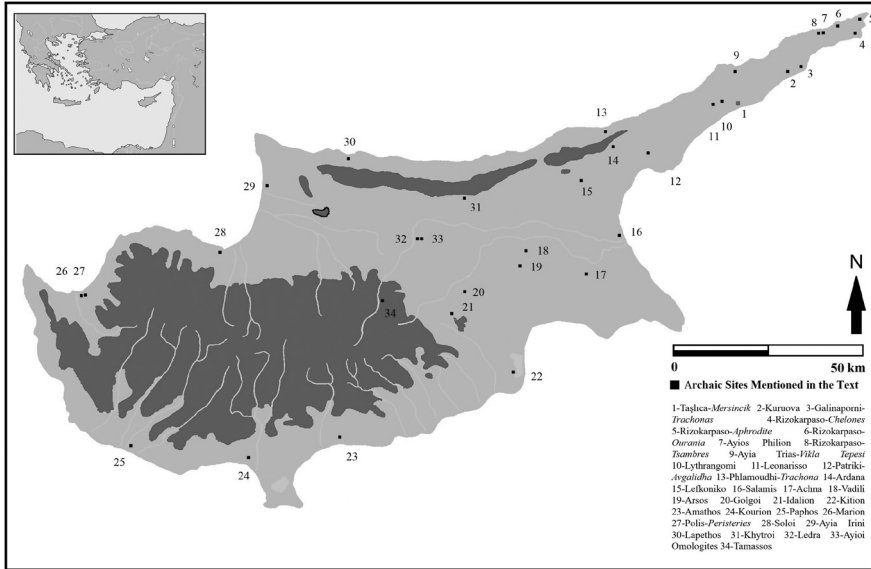 5
6
7
8
4
9
3
2
1
10
11
13
14
12
30
15
29
31
16
28
32 33
18
19
17
26 27
20
34
21
N
22
0 50 km
Archaic Sites Mentioned in the Text
23
25
24
1-Taşlıca-Mersincik 2-Kuruova 3-Galinaporni-
Trachonas 4-Rizokarpaso-Chelones
5-Rizokarpaso-Aphrodite 6-Rizokarpaso-
Ourania 7-Ayios Philion 8-Rizokarpaso-
Tsambres 9-Ayia Trias-Vikla Tepesi
10-Lythrangomi 11-Leonarisso 12-Patriki-
Avgalidha 13-Phlamoudhi-Trachona 14-Ardana
15-Lefkoniko 16-Salamis 17-Achna 18-Vadili
19-Arsos 20-Golgoi 21-Idalion 22-Kition
23-Amathos 24-Kourion 25-Paphos 26-Marion
27-Polis-Peristeries 28-Soloi 29-Ayia Irini
30-Lapethos 31-Khytroi 32-Ledra 33-Ayioi
Omologites 34-Tamassos